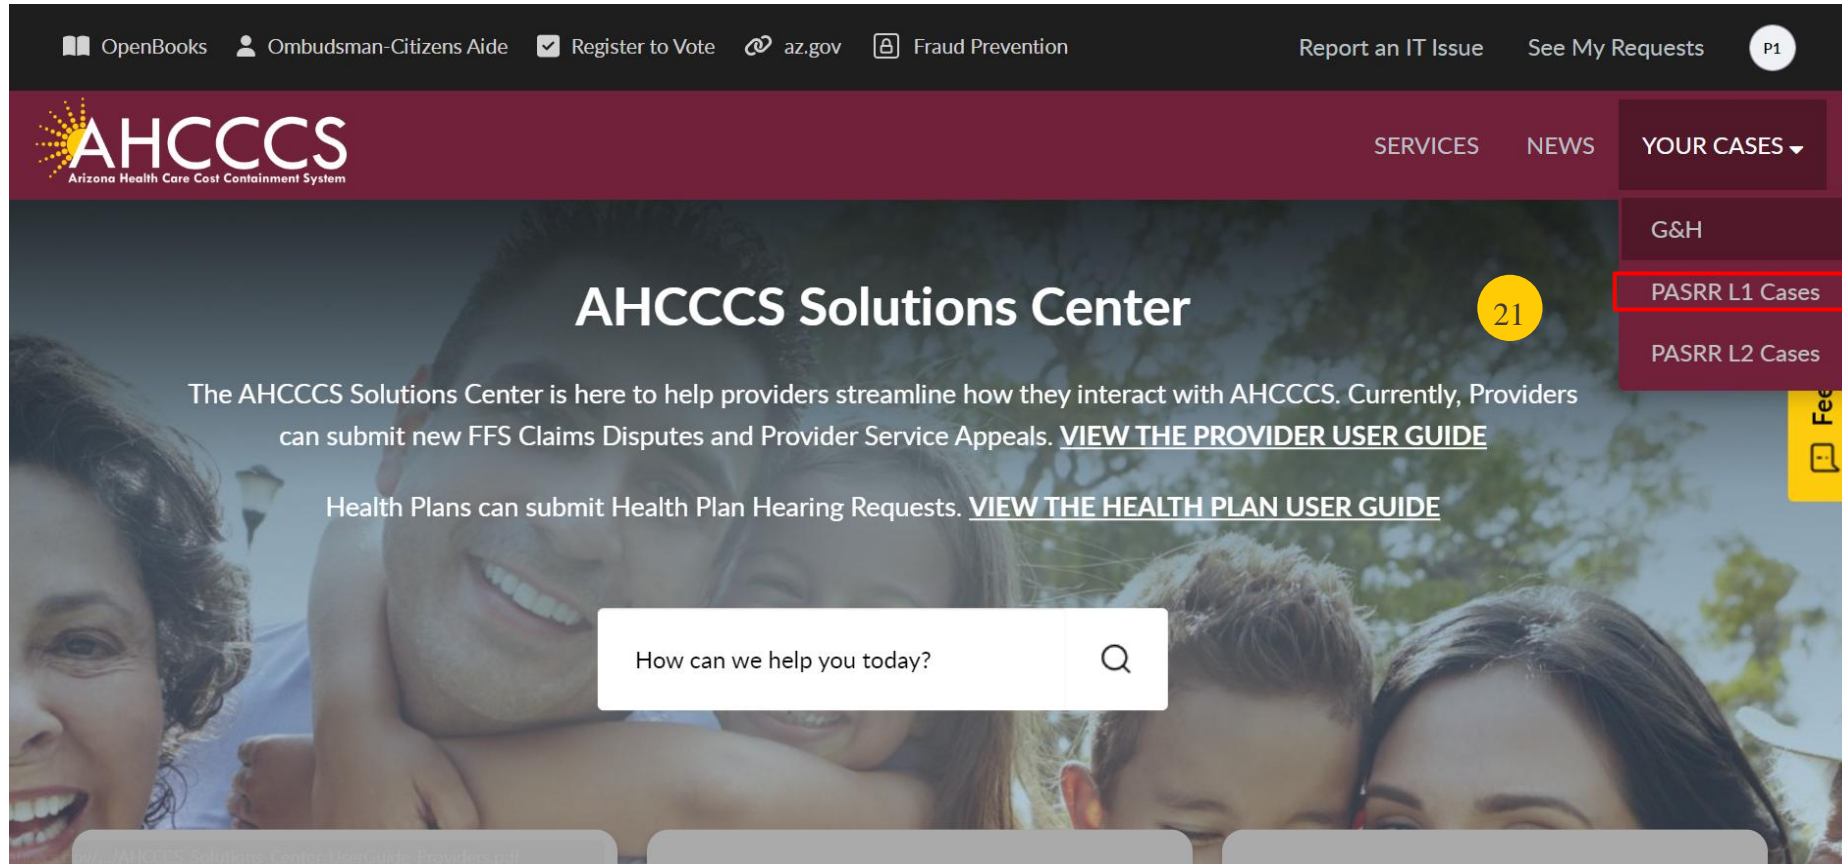 OpenBooks Ombudsman-Citizens Aide Register to Vote az.gov Fraud Prevention Report an IT Issue See My Requests P1
AHCCCS
Arizona Health Care Cost Containment System
SERVICES NEWS YOUR CASES
G&H
PASRR L1 Cases
PASRR L2 Cases
AHCCCS Solutions Center
21
The AHCCCS Solutions Center is here to help providers streamline how they interact with AHCCCS. Currently, Providers
can submit new FFS Claims Disputes and Provider Service Appeals. VIEW THE PROVIDER USER GUIDE
Health Plans can submit Health Plan Hearing Requests. VIEW THE HEALTH PLAN USER GUIDE
How can we help you today?